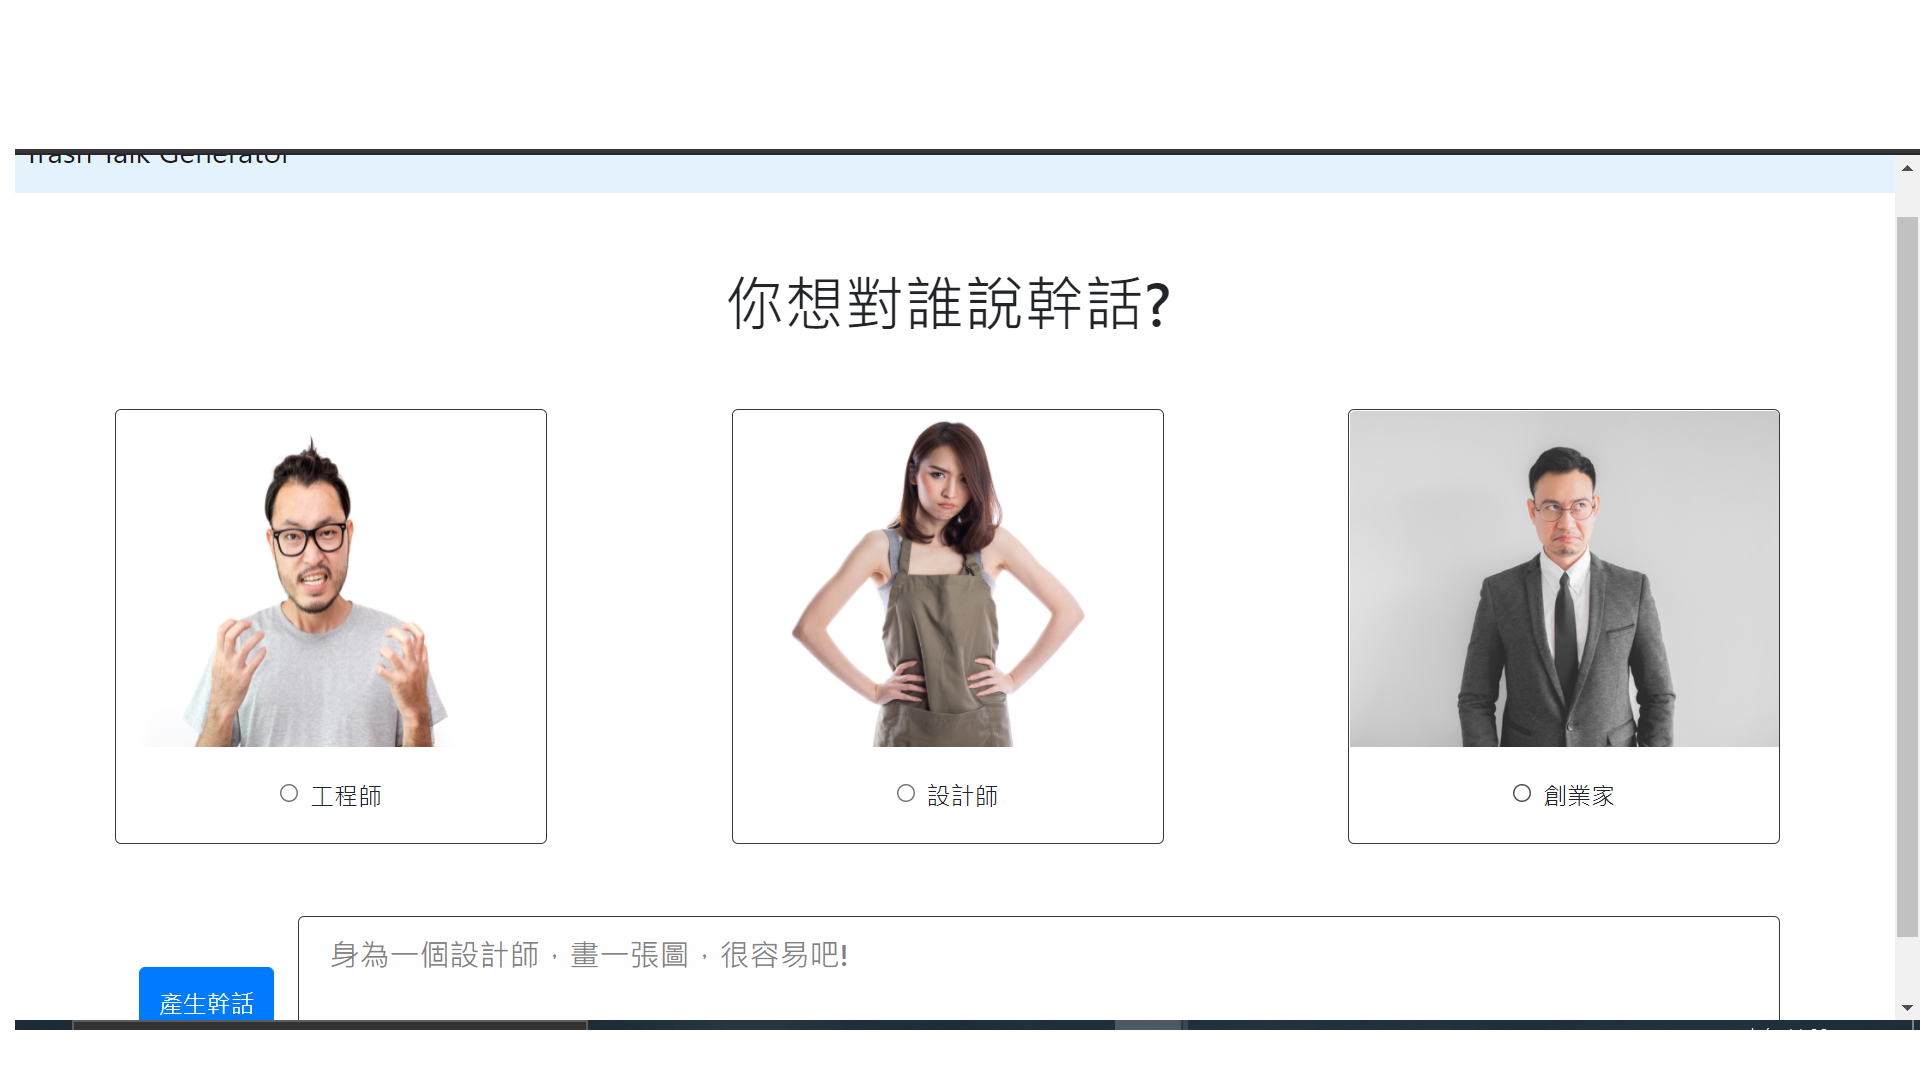 Trash Talk Generator
你想對誰說幹話?
工程師
設計師
創業家
身為一個設計師，畫一張圖，很容易吧!
產生幹話